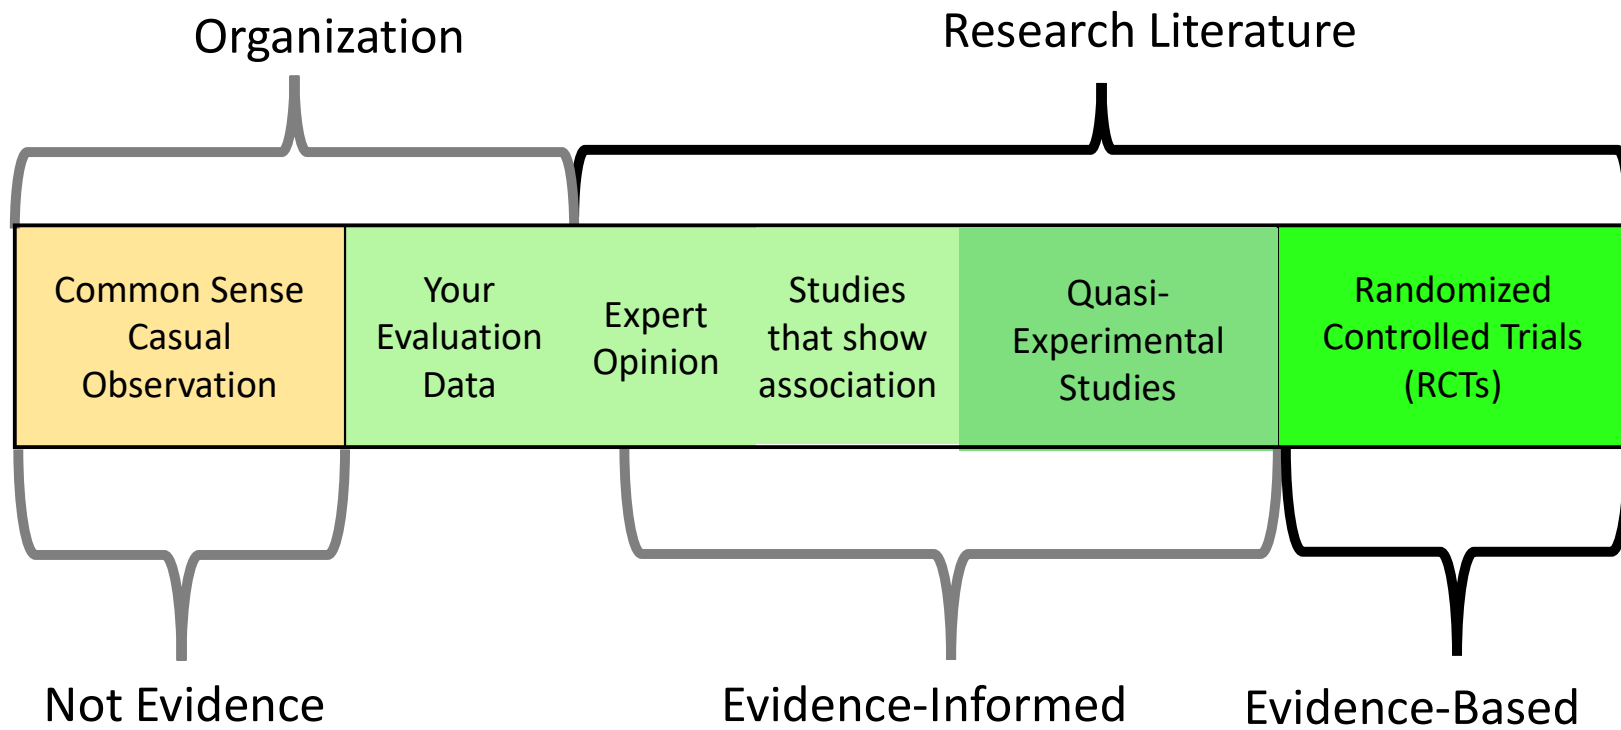 Organization
Research Literature
Common Sense
Casual
Observation
Your
Evaluation
Data
Expert
Opinion
Studies
that show
association
Quasi-
Experimental
Studies
Randomized
Controlled Trials
(RCTs)
Not Evidence
Evidence-Informed
Evidence-Based